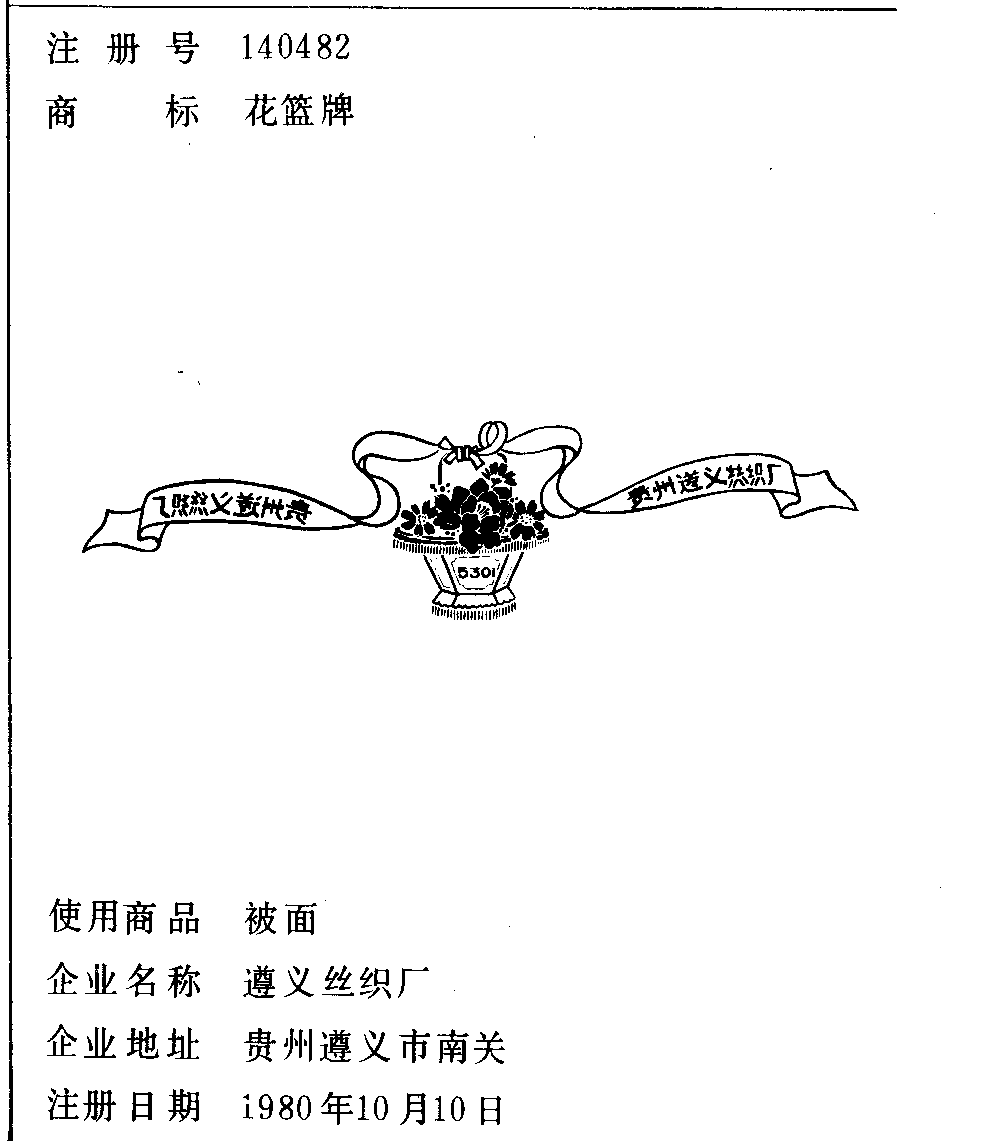 注册号 140482
商标 花篮牌
贵州遵义丝织厂
贵州遵义丝织厂
5301
使用商品 被面
企业名称 遵义丝织厂
企业地址 贵州遵义市南关
注册日期 1980年10月10日